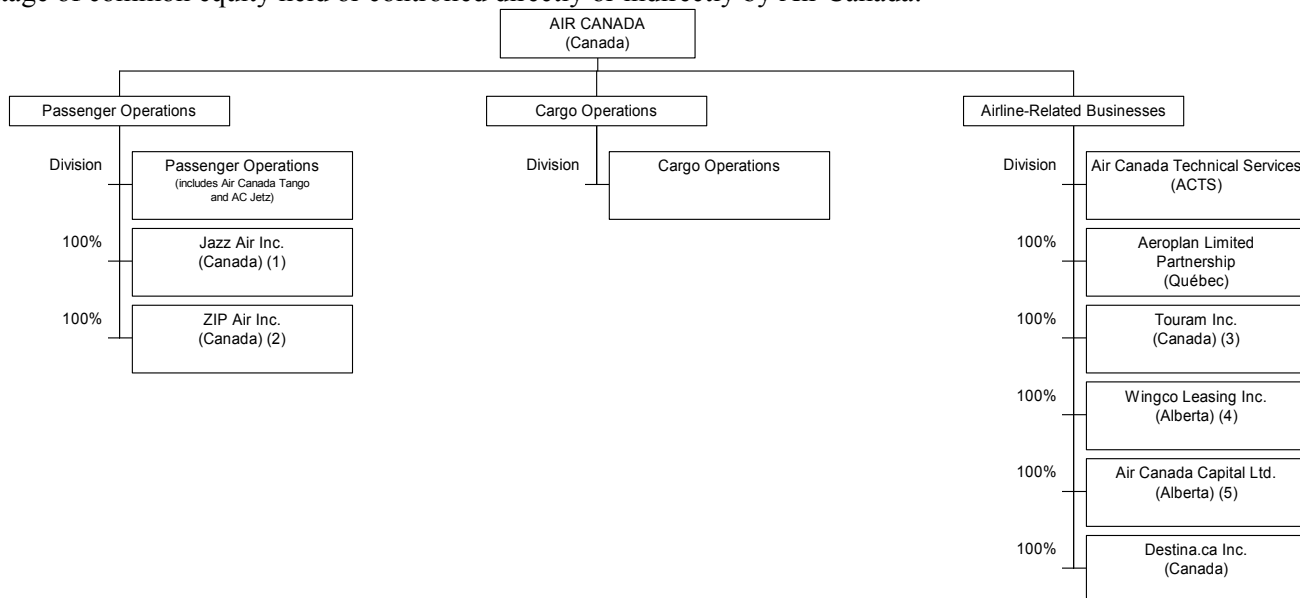 tage of common equity held or controlled directly or indirectly by Air Canada.
AIR CANADA
(Canada)
Passenger Operations
Cargo Operations
Airline-Related Businesses
Division
Passenger Operations
(includes Air Canada Tango
and AC Jetz)
100%
Jazz Air Inc.
(Canada) (1)
100%
ZIP Air Inc.
(Canada) (2)
Division
Cargo Operations
Division
Air Canada Technical Services
(ACTS)
100%
Aeroplan Limited
Partnership
(Québec)
100%
Touram Inc.
(Canada) (3)
100%
Wingco Leasing Inc.
(Alberta) (4)
100%
Air Canada Capital Ltd.
(Alberta) (5)
100%
Destina.ca Inc.
(Canada)